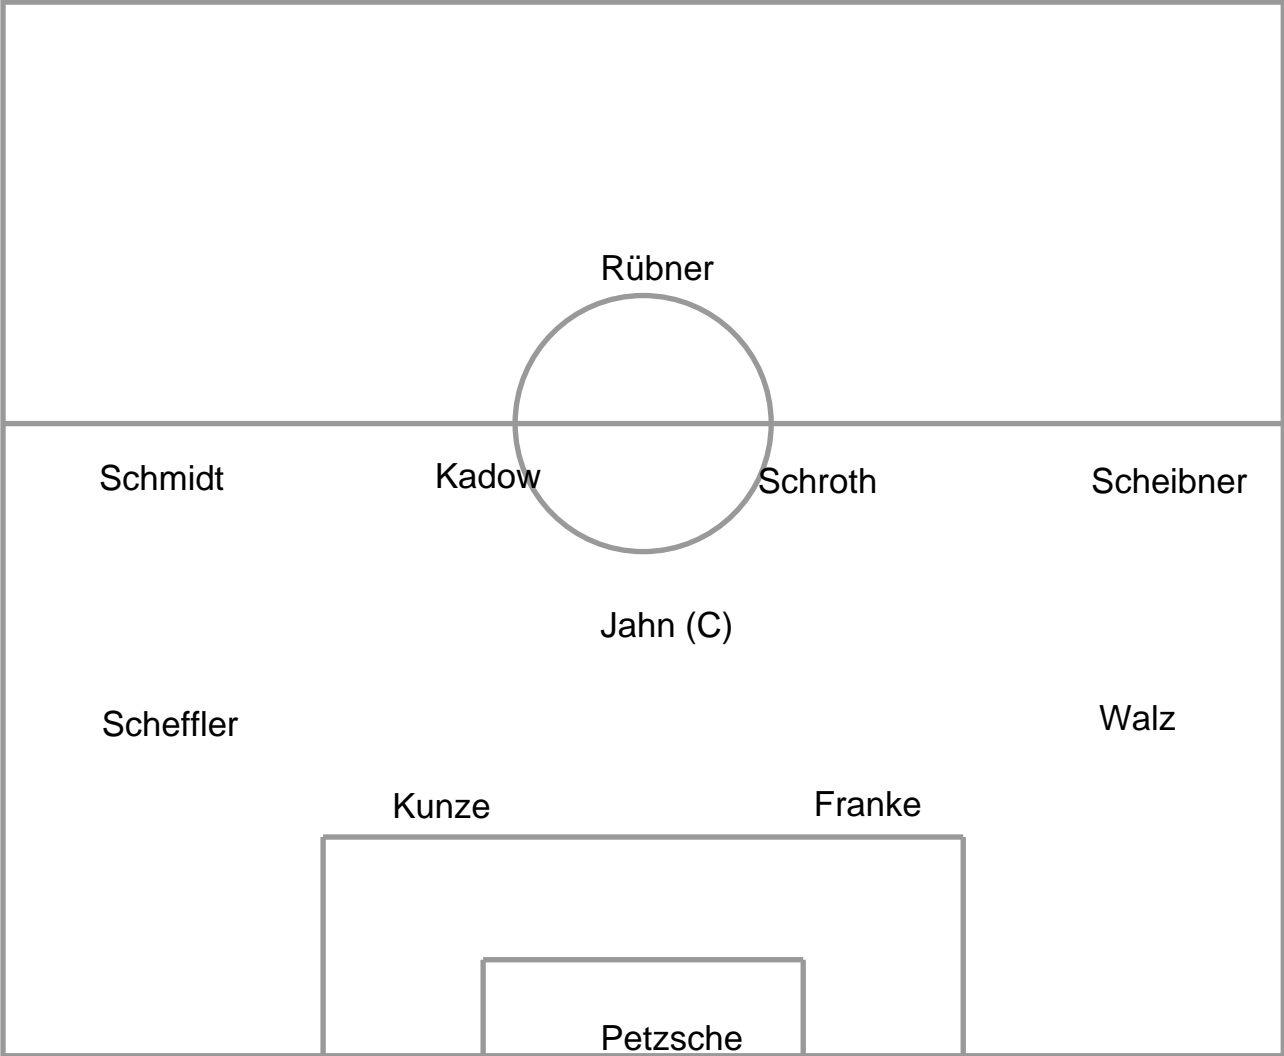 Rübner
Schmidt
Kadow
Schroth
Scheibner
Jahn (C)
Scheffler
Walz
Kunze
Franke
Petzsche